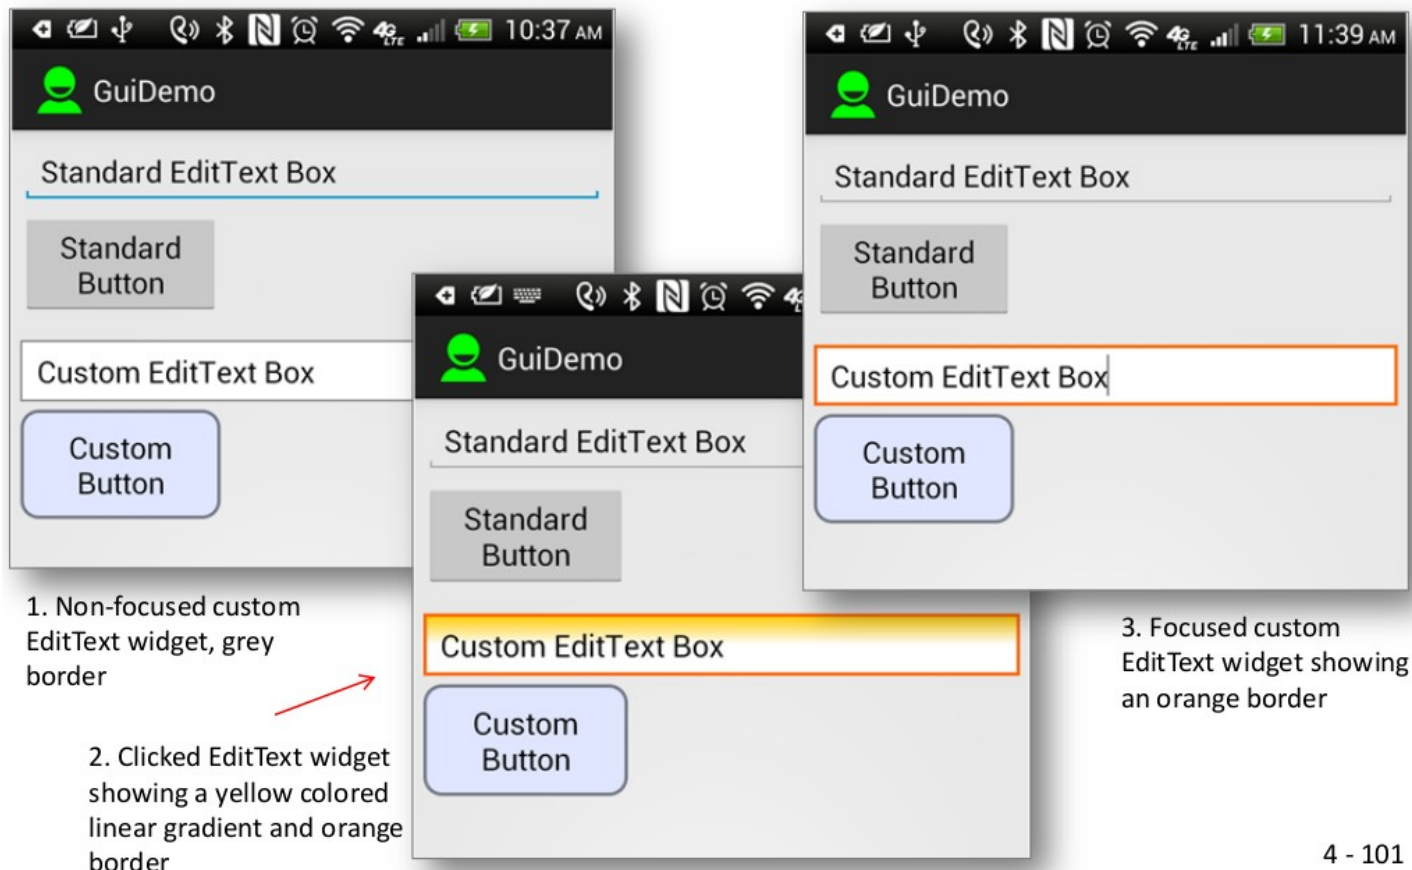 10:37 AM
GuiDemo
Standard EditText Box
Standard
Button
Custom EditText Box
Custom
Button
1. Non-focused custom
EditText widget, grey
border
GuiDemo
Standard EditText Box
Standard
Button
Custom EditText Box
Custom
Button
2. Clicked EditText widget
showing a yellow colored
linear gradient and orange
border
4G LTE 11:39 AM
GuiDemo
Standard EditText Box
Standard
Button
Custom EditText Box
Custom
Button
3. Focused custom
EditText widget showing
an orange border
4 - 101